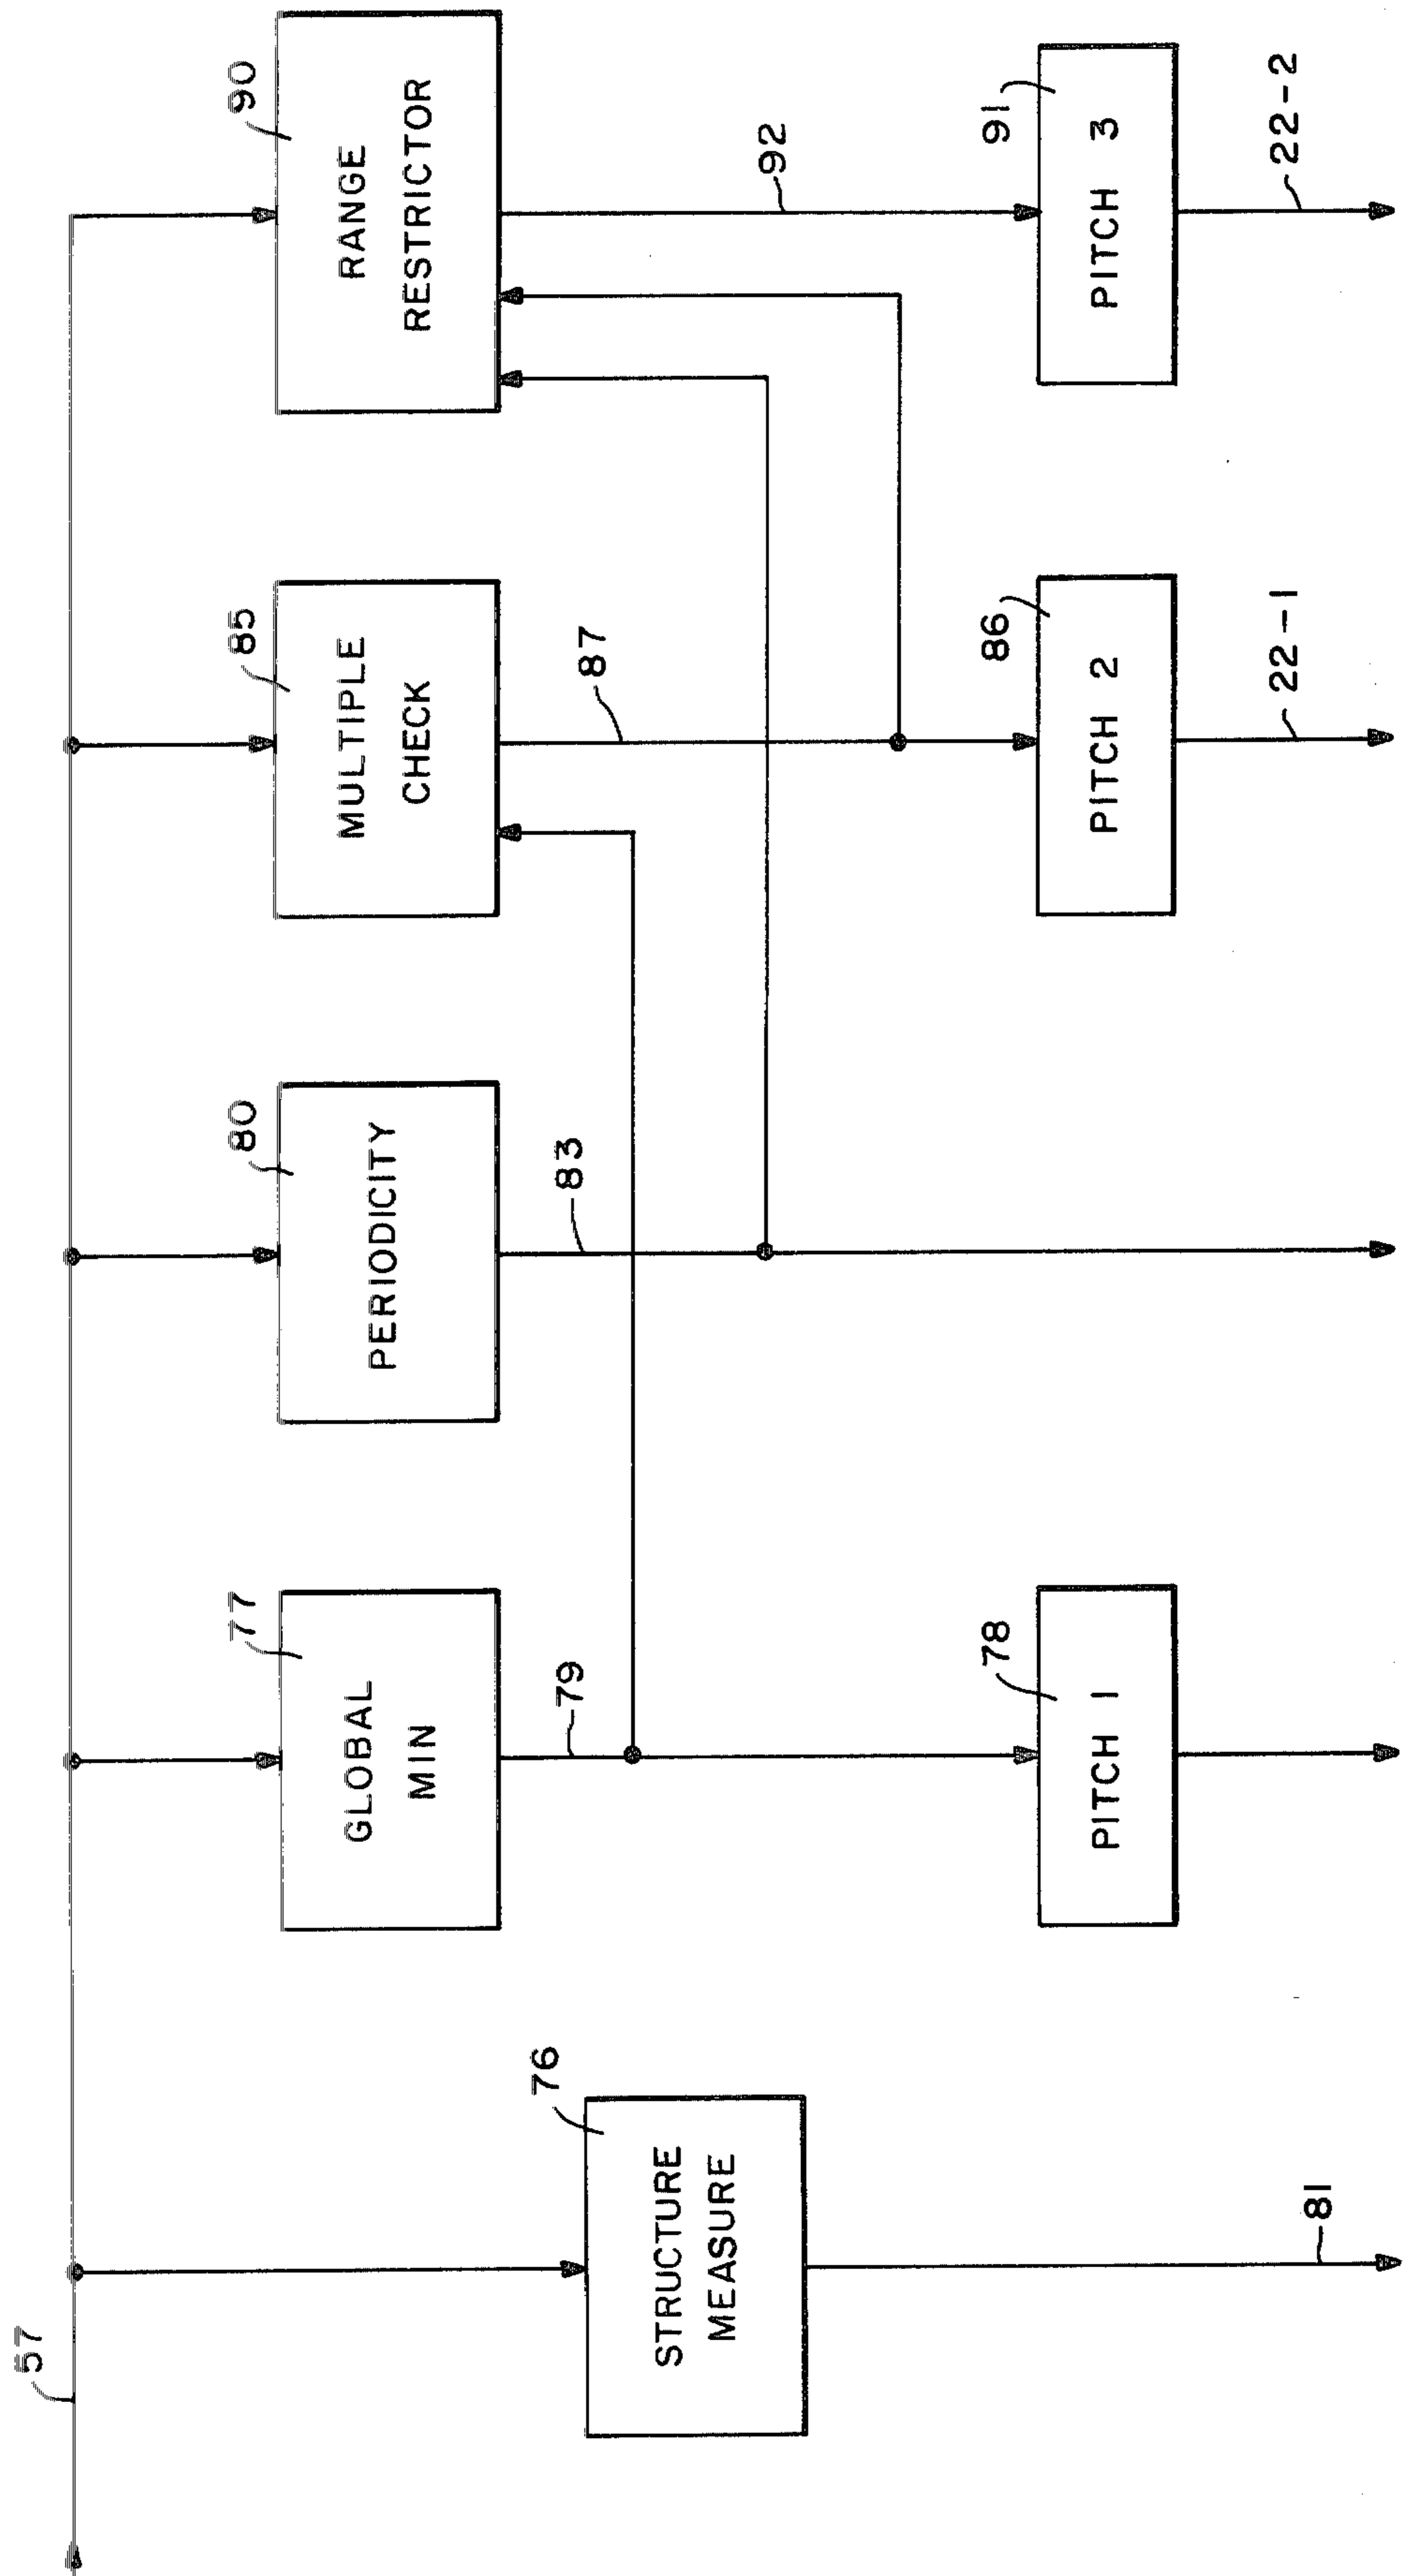 57
76
STRUCTURE
MEASURE
81
77
GLOBAL
MIN
79
78
PITCH 1
80
PERIODICITY
83
85
MULTIPLE
CHECK
87
86
PITCH 2
22-1
90
RANGE
RESTRICTOR
92
91
PITCH 3
22-2